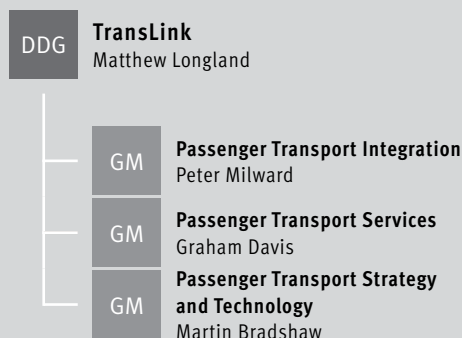 DDG
TransLink
Matthew Longland
GM
Passenger Transport Integration
Peter Milward
GM
Passenger Transport Services
Graham Davis
GM
Passenger Transport Strategy
and Technology
Martin Bradshaw